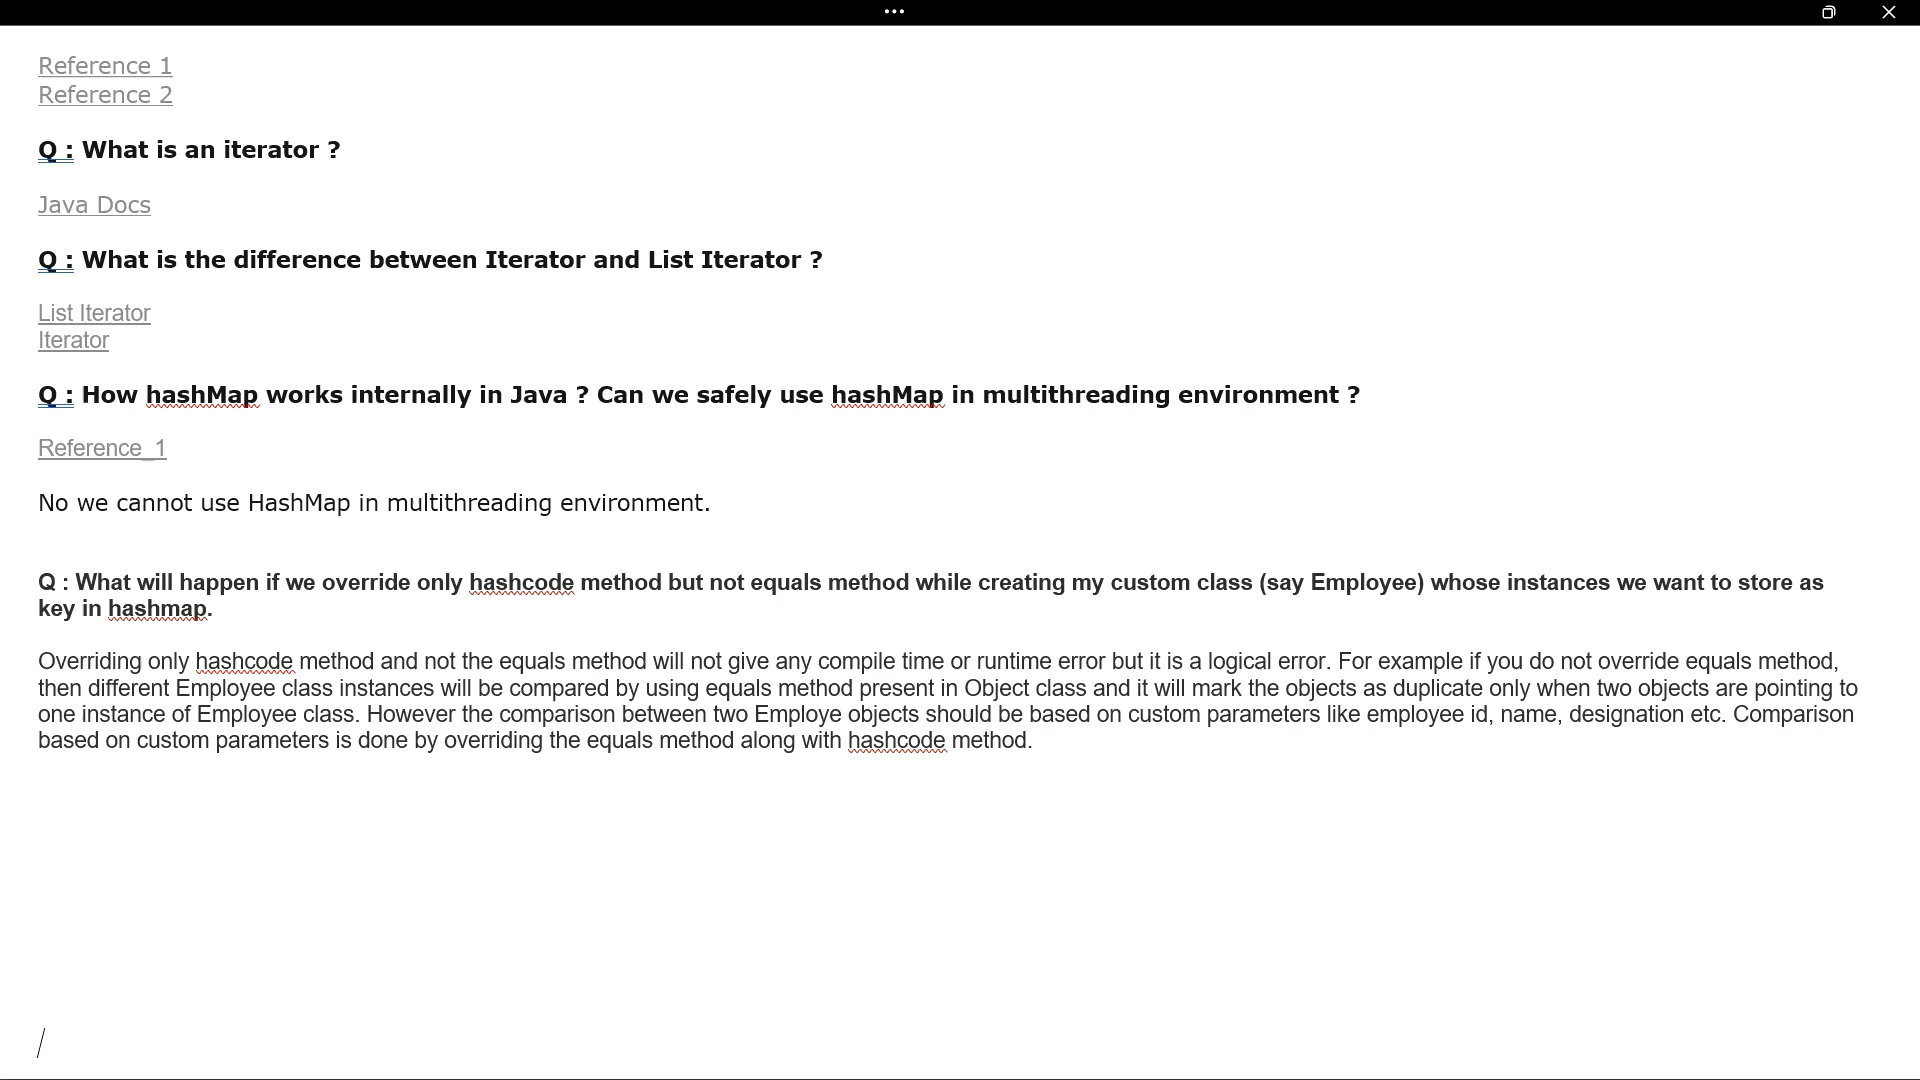 Reference 1
Reference 2
Q : What is an iterator ?
Java Docs
Q : What is the difference between Iterator and List Iterator ?
List Iterator
Iterator
Q : How hashMap works internally in Java ? Can we safely use hashMap in multithreading environment ?
Reference_1
No we cannot use HashMap in multithreading environment.
Q : What will happen if we override only hashcode method but not equals method while creating my custom class (say Employee) whose instances we want to store as
key in hashmap.
Overriding only hashcode method and not the equals method will not give any compile time or runtime error but it is a logical error. For example if you do not override equals method,
then different Employee class instances will be compared by using equals method present in Object class and it will mark the objects as duplicate only when two objects are pointing to
one instance of Employee class. However the comparison between two Employe objects should be based on custom parameters like employee id, name, designation etc. Comparison
based on custom parameters is done by overriding the equals method along with hashcode method.